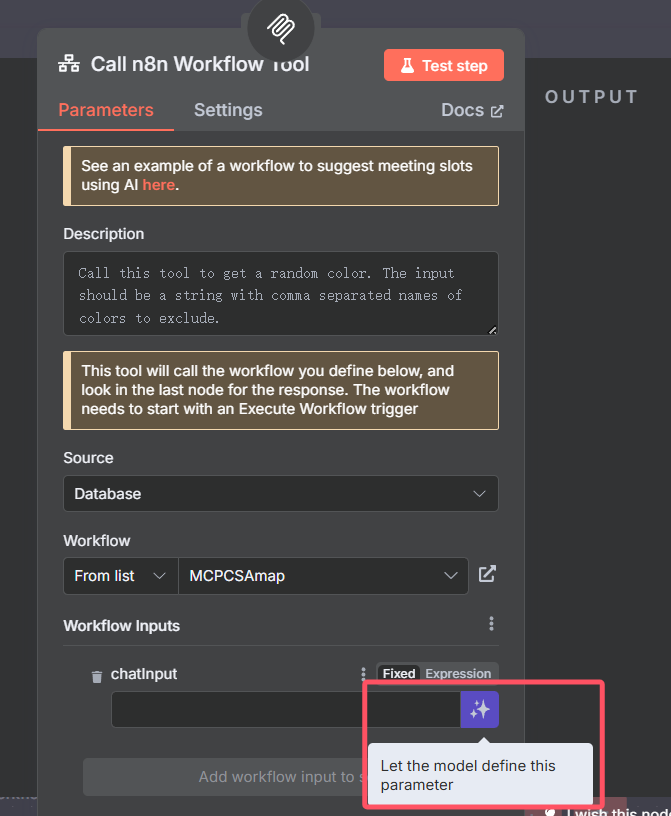 Call n8n Workflow Tool
Test step
OUTPUT
Parameters
Settings
Docs
See an example of a workflow to suggest meeting slots
using AI here.
Description
Call this tool to get a random color. The input
should be a string with comma separated names of
colors to exclude.
This tool will call the workflow you define below, and
look in the last node for the response. The workflow
needs to start with an Execute Workflow trigger
Source
Database
Workflow
From list
MCPCSAmap
Workflow Inputs
chatInput
Fixed
Expression
Let the model define this
parameter
Add workflow input to
I wish this node